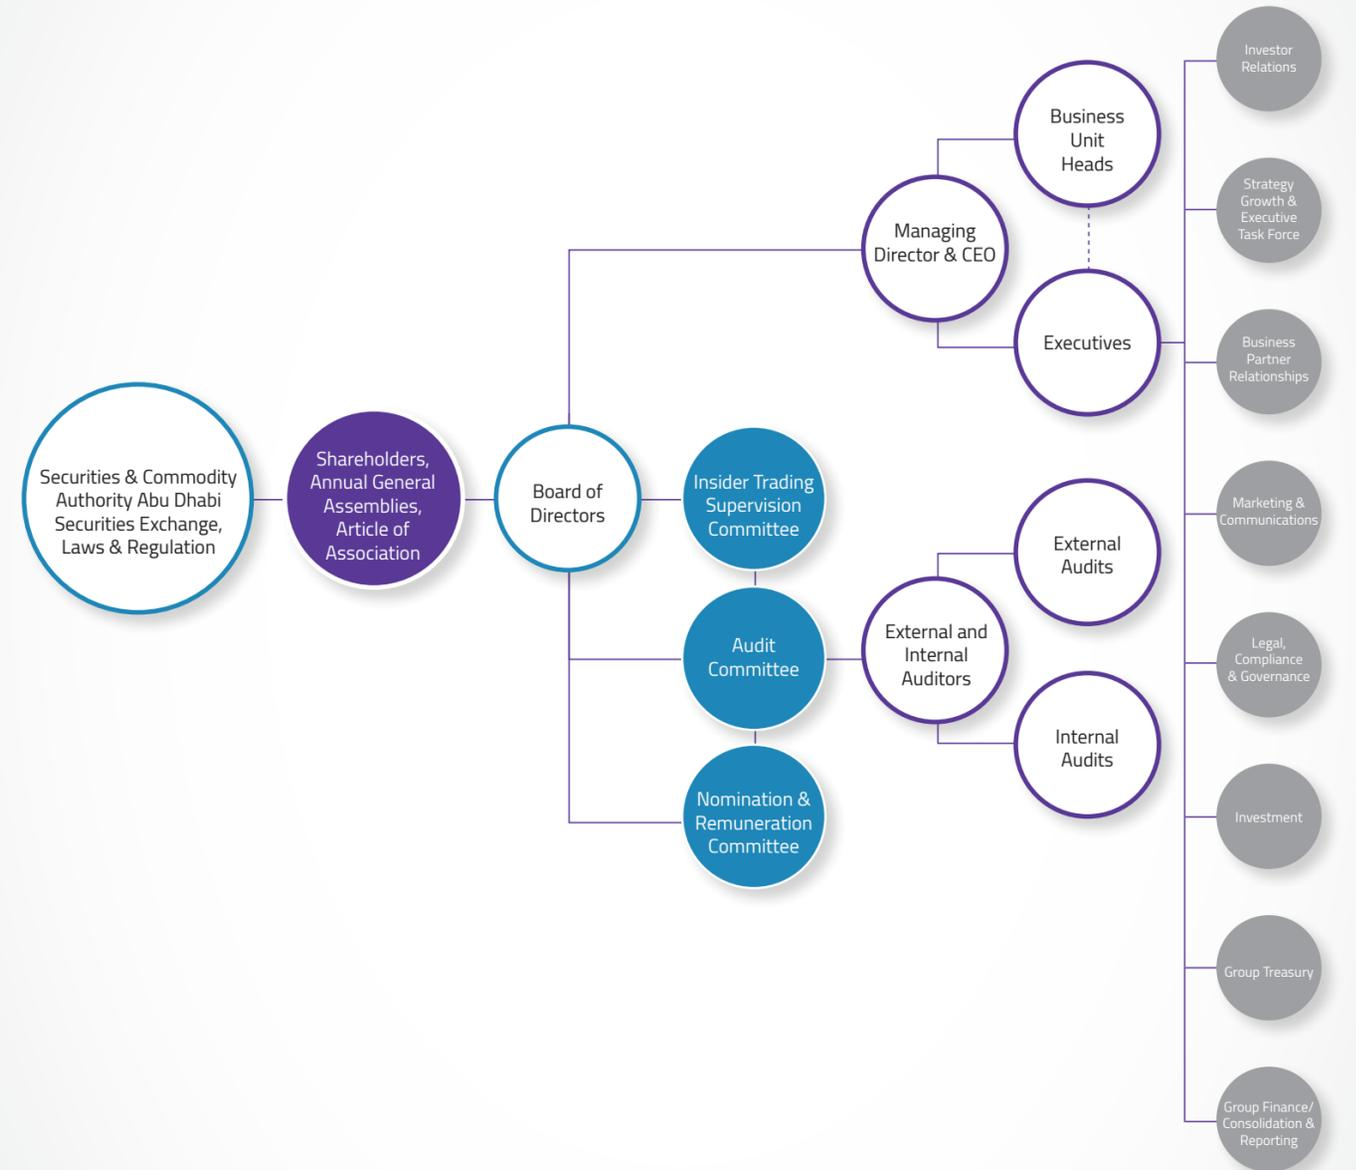 Securities & Commodity
Authority Abu Dhabi
Securities Exchange,
Laws & Regulation
Shareholders,
Annual General
Assemblies,
Article of
Association
Board of
Directors
Insider Trading
Supervision
Committee
Audit
Committee
Nomination &
Remuneration
Committee
Managing
Director & CEO
Business
Unit
Heads
Executives
External and
Internal
Auditors
External
Audits
Internal
Audits
Investor
Relations
Strategy
Growth &
Executive
Task Force
Business
Partner
Relationships
Marketing &
Communications
Legal,
Compliance
& Governance
Investment
Group Treasury
Group Finance/
Consolidation &
Reporting